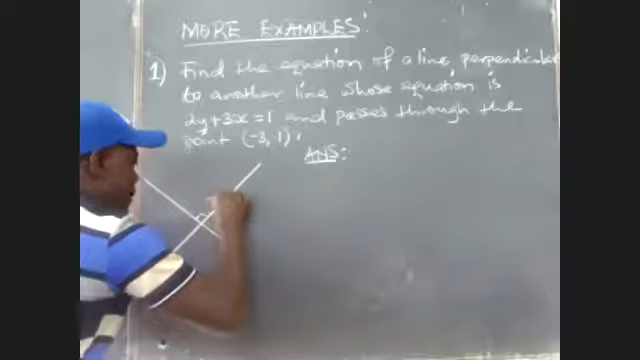 MORE EXAMPLES:
1) Find the equation of a line perpendicular
to another line whose equation is
2y+3x=1 and passes through the
point (-3, 1).
ANS: